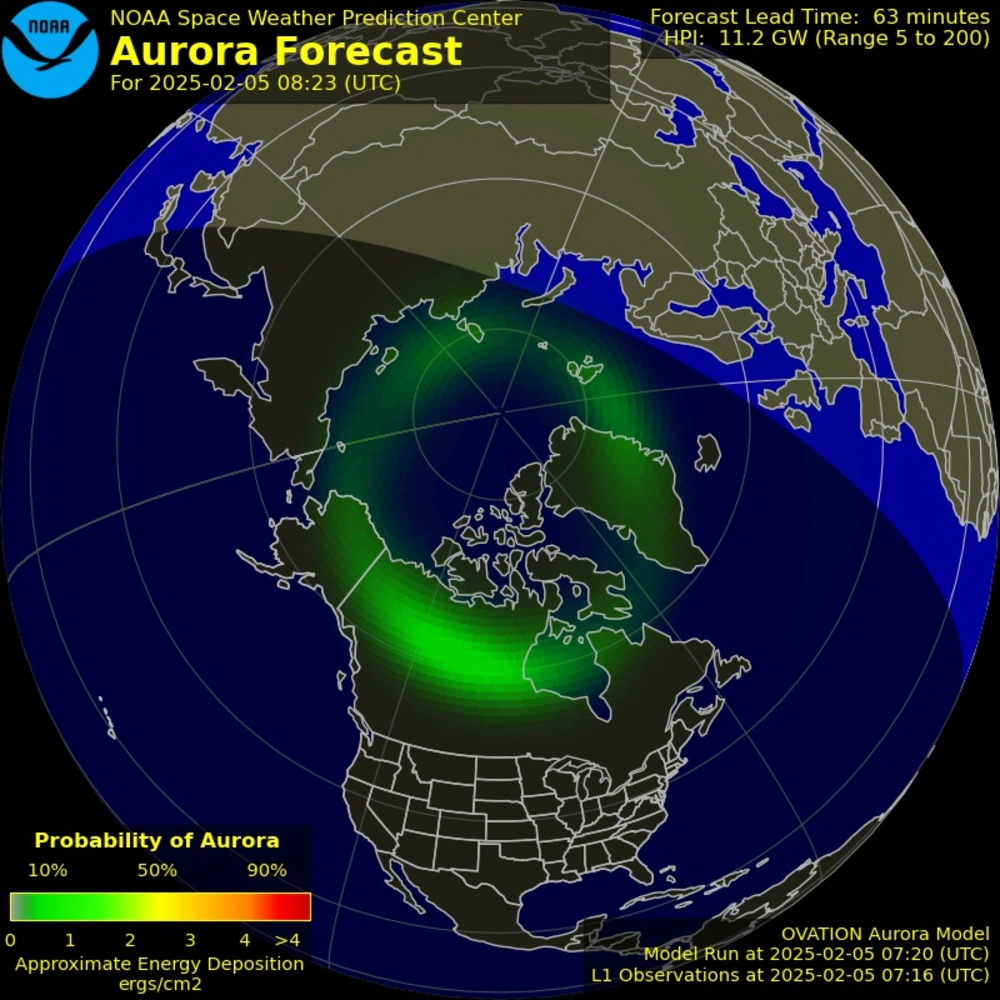 NOAA
NOAA Space Weather Prediction Center
Aurora Forecast
For 2025-02-05 08:23 (UTC)
Forecast Lead Time: 63 minutes
HPI: 11.2 GW (Range 5 to 200)
Probability of Aurora
10% 50% 90%
0 1 2 3 4 >4
Approximate Energy Deposition
ergs/cm2
OVATION Aurora Model
Model Run at 2025-02-05 07:20 (UTC)
L1 Observations at 2025-02-05 07:16 (UTC)